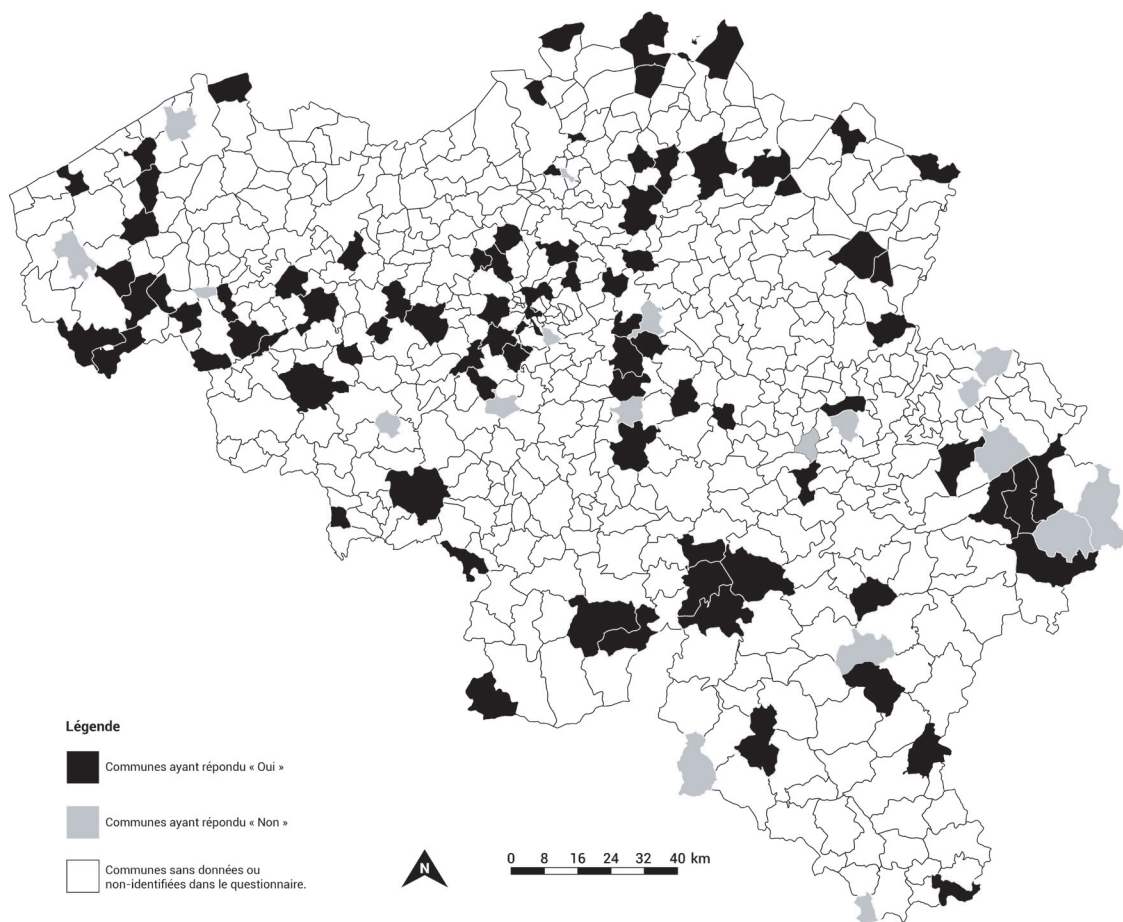 Légende
Communes ayant répondu « Oui »
Communes ayant répondu « Non »
Communes sans données ou
non-identifiées dans le questionnaire.
N
0 8 16 24 32 40 km